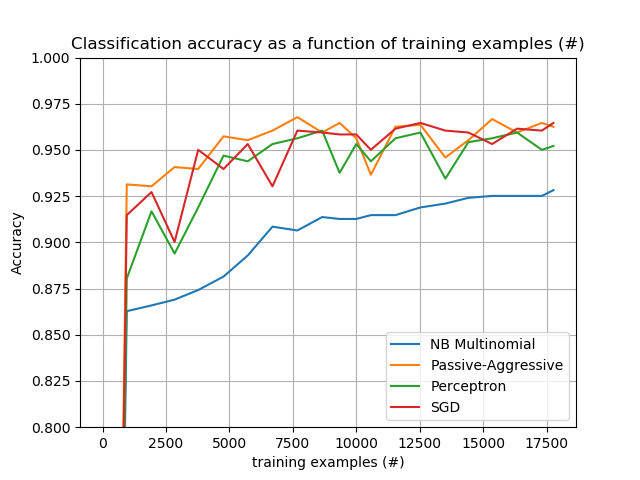 Classification accuracy as a function of training examples (#)
1.000
0.975
0.950
0.925
0.900
0.875
0.850
0.825
0.800
Accuracy
NB Multinomial
Passive-Aggressive
Perceptron
SGD
0 2500 5000 7500 10000 12500 15000 17500
training examples (#)